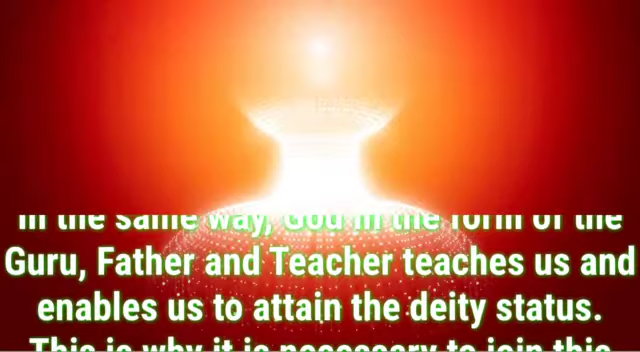 in the same way, God in the form of the
Guru, Father and Teacher teaches us and
enables us to attain the deity status.
This is why it is necessary to join this